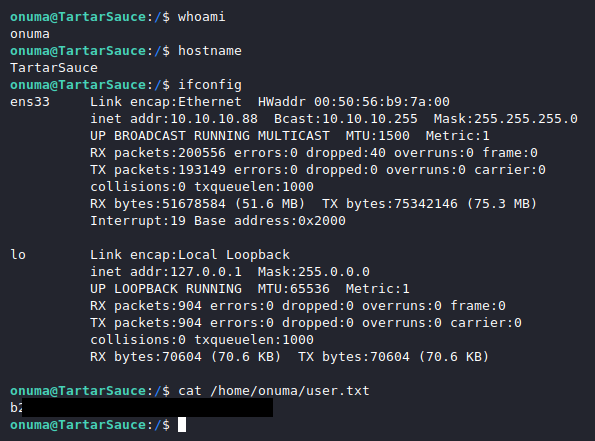 onuma@TartarSauce:/$ whoami
onuma
onuma@TartarSauce:/$ hostname
TartarSauce
onuma@TartarSauce:/$ ifconfig
ens33     Link encap:Ethernet  HWaddr 00:50:56:b9:7a:00
          inet addr:10.10.10.88  Bcast:10.10.10.255  Mask:255.255.255.0
          UP BROADCAST RUNNING MULTICAST  MTU:1500  Metric:1
          RX packets:200556 errors:0 dropped:40 overruns:0 frame:0
          TX packets:193149 errors:0 dropped:0 overruns:0 carrier:0
          collisions:0 txqueuelen:1000
          RX bytes:51678584 (51.6 MB)  TX bytes:75342146 (75.3 MB)
          Interrupt:19 Base address:0x2000
lo        Link encap:Local Loopback
          inet addr:127.0.0.1  Mask:255.0.0.0
          UP LOOPBACK RUNNING  MTU:65536  Metric:1
          RX packets:904 errors:0 dropped:0 overruns:0 frame:0
          TX packets:904 errors:0 dropped:0 overruns:0 carrier:0
          collisions:0 txqueuelen:1000
          RX bytes:70604 (70.6 KB)  TX bytes:70604 (70.6 KB)
onuma@TartarSauce:/$ cat /home/onuma/user.txt
onuma@TartarSauce:/$